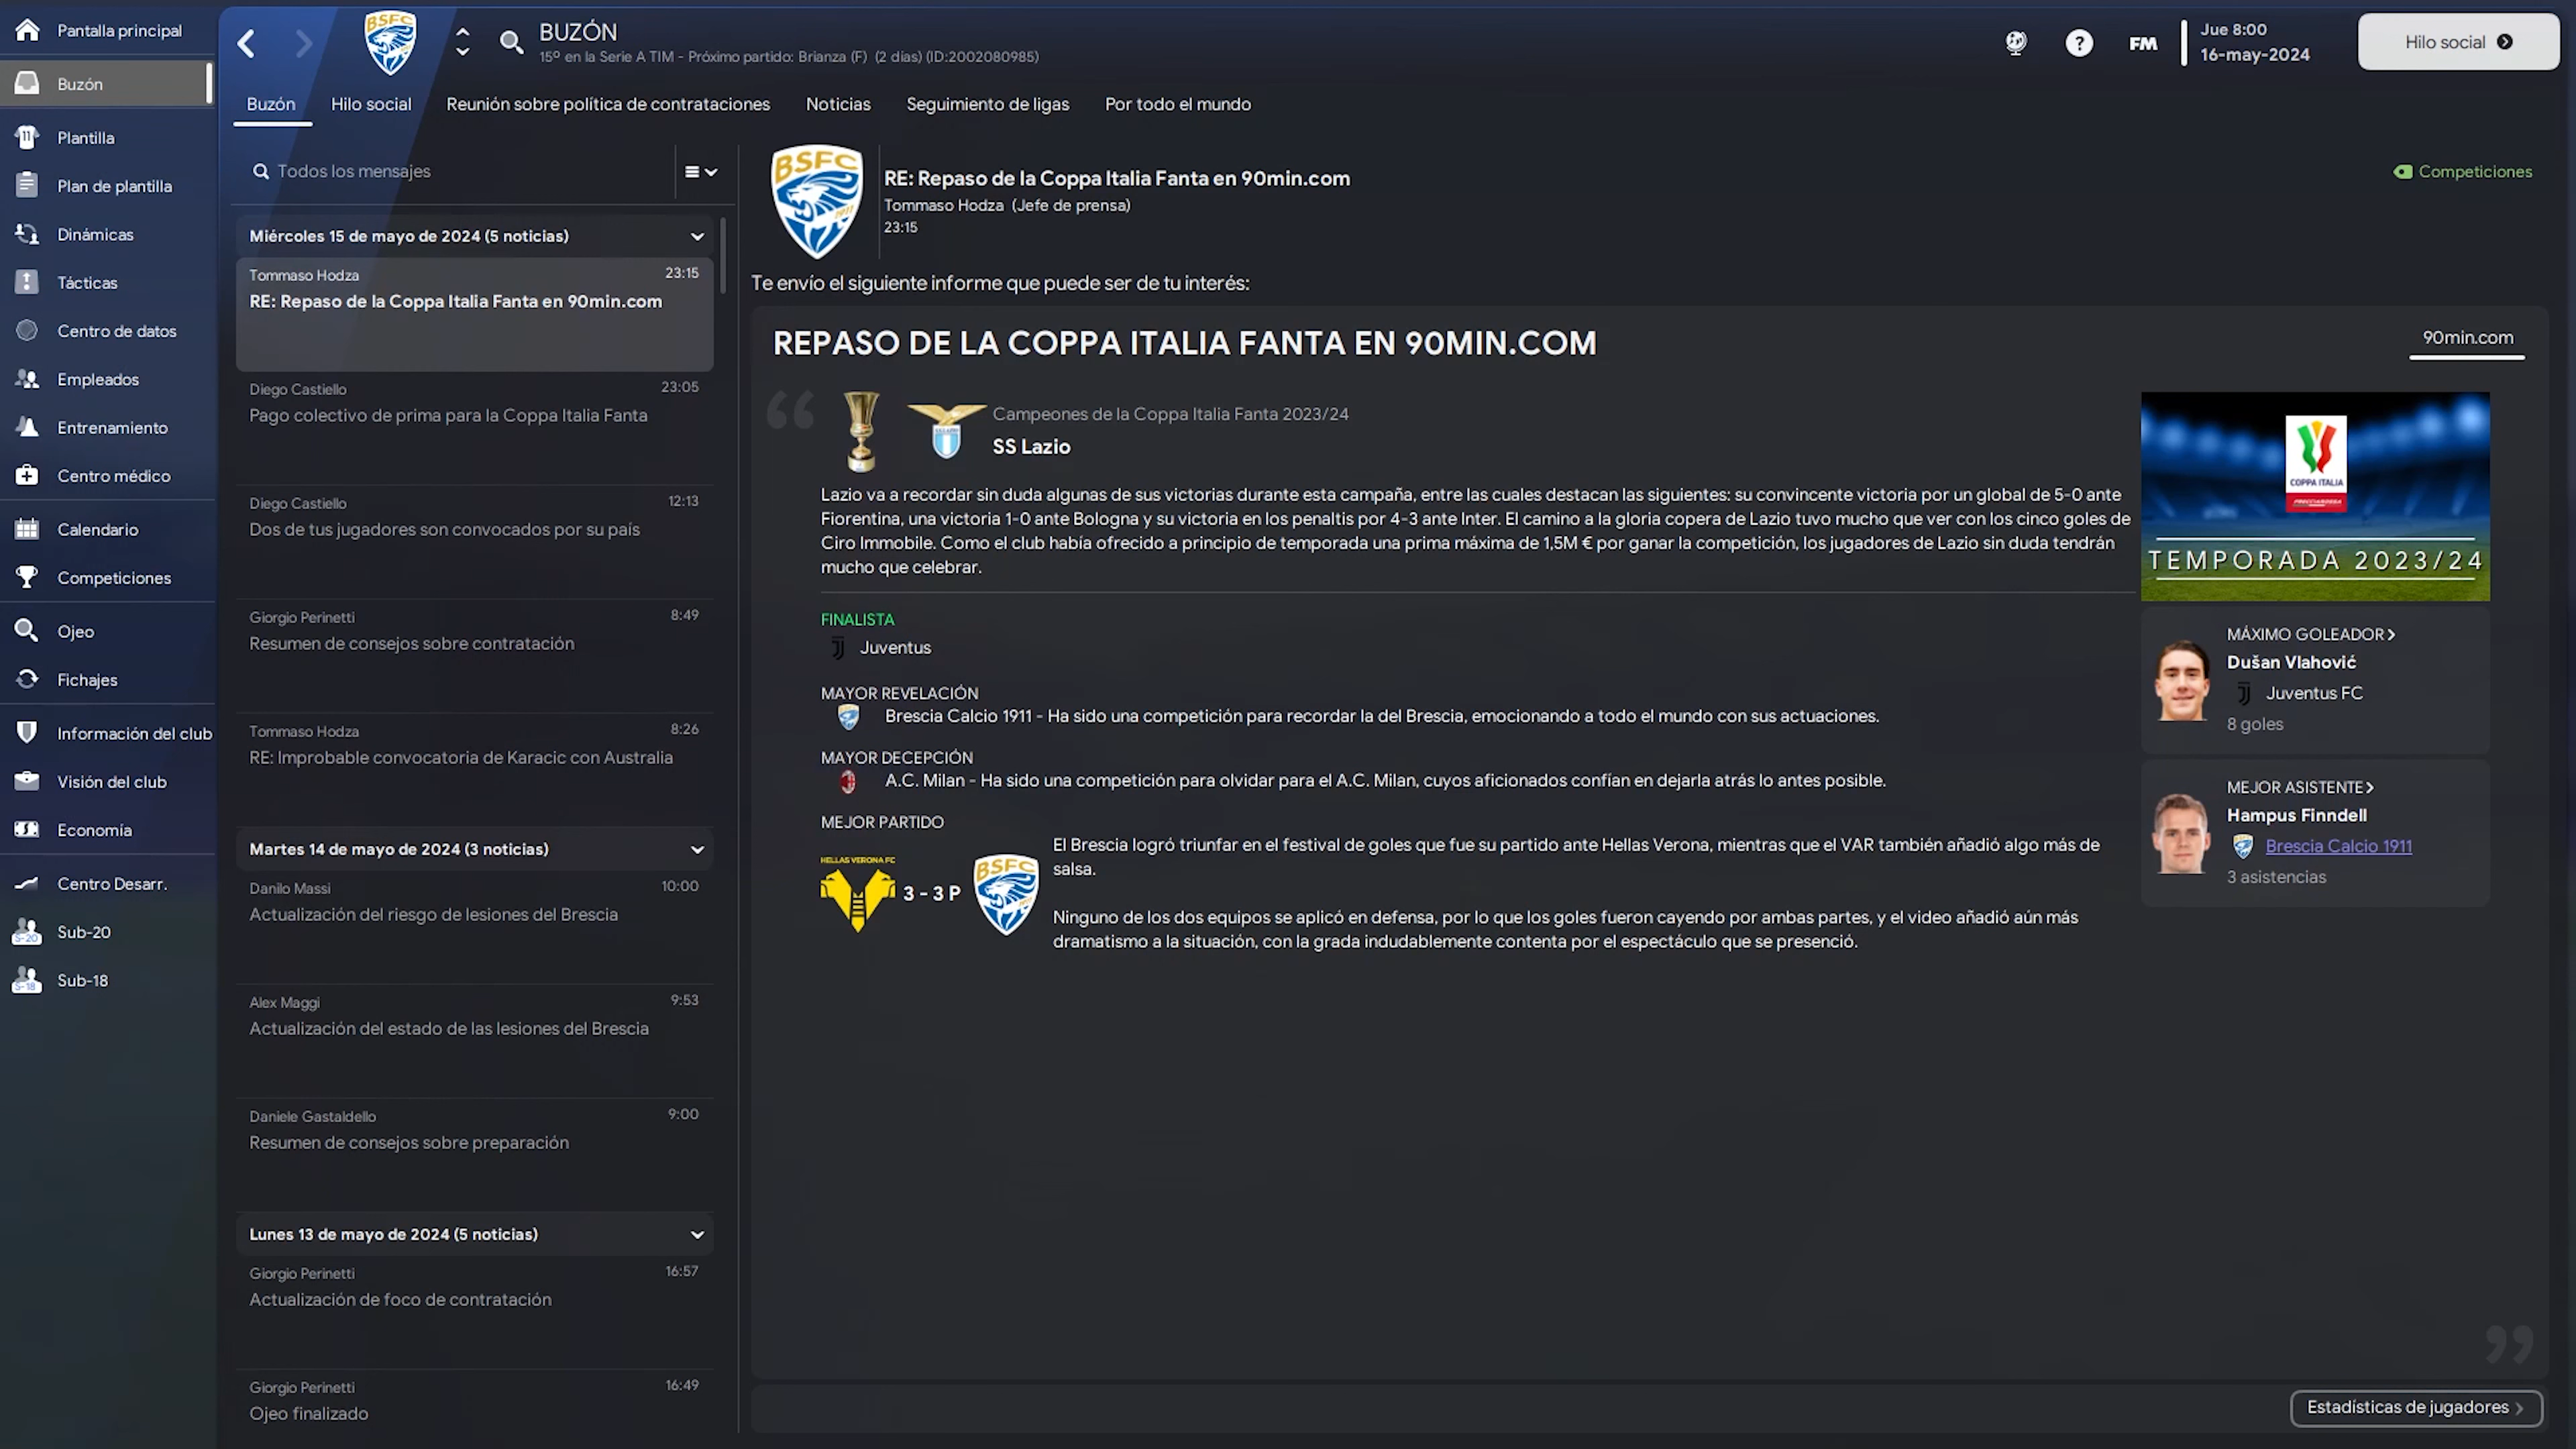 Pantalla principal
Buzón
Plantilla
Plan de plantilla
Dinámicas
Tácticas
Centro de datos
Empleados
Entrenamiento
Centro médico
Calendario
Competiciones
Ojeo
Fichajes
Información del club
Visión del club
Economía
Centro Desarr.
Sub-20
Sub-18
BUZÓN
15º en la Serie A TIM - Próximo partido: Brianza (F) (2 días) (ID:2002080985)
FM
Jue 8:00
16-may-2024
Hilo social
Buzón
Hilo social
Reunión sobre política de contrataciones
Noticias
Seguimiento de ligas
Por todo el mundo
Todos los mensajes
Miércoles 15 de mayo de 2024 (5 noticias)
Tommaso Hodza 23:15
RE: Repaso de la Coppa Italia Fanta en 90min.com
Diego Castiello 23:05
Pago colectivo de prima para la Coppa Italia Fanta
Diego Castiello 12:13
Dos de tus jugadores son convocados por su país
Giorgio Perinetti 8:49
Resumen de consejos sobre contratación
Tommaso Hodza 8:26
RE: Improbable convocatoria de Karacic con Australia
Martes 14 de mayo de 2024 (3 noticias)
Danilo Massi 10:00
Actualización del riesgo de lesiones del Brescia
Alex Maggi 9:53
Actualización del estado de las lesiones del Brescia
Daniele Gastaldello 9:00
Resumen de consejos sobre preparación
Lunes 13 de mayo de 2024 (5 noticias)
Giorgio Perinetti 16:57
Actualización de foco de contratación
Giorgio Perinetti 16:49
Ojeo finalizado
BSFC
1911
RE: Repaso de la Coppa Italia Fanta en 90min.com
Tommaso Hodza (Jefe de prensa)
23:15
Competiciones
Te envío el siguiente informe que puede ser de tu interés:
REPASO DE LA COPPA ITALIA FANTA EN 90MIN.COM
90min.com
Campeones de la Coppa Italia Fanta 2023/24
SS Lazio
Lazio va a recordar sin duda algunas de sus victorias durante esta campaña, entre las cuales destacan las siguientes: su convincente victoria por un global de 5-0 ante
Fiorentina, una victoria 1-0 ante Bologna y su victoria en los penaltis por 4-3 ante Inter. El camino a la gloria copera de Lazio tuvo mucho que ver con los cinco goles de
Ciro Immobile. Como el club había ofrecido a principio de temporada una prima máxima de 1,5M € por ganar la competición, los jugadores de Lazio sin duda tendrán
mucho que celebrar.
FINALISTA
Juventus
MAYOR REVELACIÓN
Brescia Calcio 1911 - Ha sido una competición para recordar la del Brescia, emocionando a todo el mundo con sus actuaciones.
MAYOR DECEPCIÓN
A.C. Milan - Ha sido una competición para olvidar para el A.C. Milan, cuyos aficionados confían en dejarla atrás lo antes posible.
MEJOR PARTIDO
HELLAS VERONA FC
3 - 3 P
BSFC
El Brescia logró triunfar en el festival de goles que fue su partido ante Hellas Verona, mientras que el VAR también añadió algo más de
salsa.
Ninguno de los dos equipos se aplicó en defensa, por lo que los goles fueron cayendo por ambas partes, y el video añadió aún más
dramatismo a la situación, con la grada indudablemente contenta por el espectáculo que se presenció.
COPPA ITALIA
TEMPORADA 2023/24
MÁXIMO GOLEADOR
Dušan Vlahović
Juventus FC
8 goles
MEJOR ASISTENTE
Hampus Finndell
Brescia Calcio 1911
3 asistencias
Estadísticas de jugadores